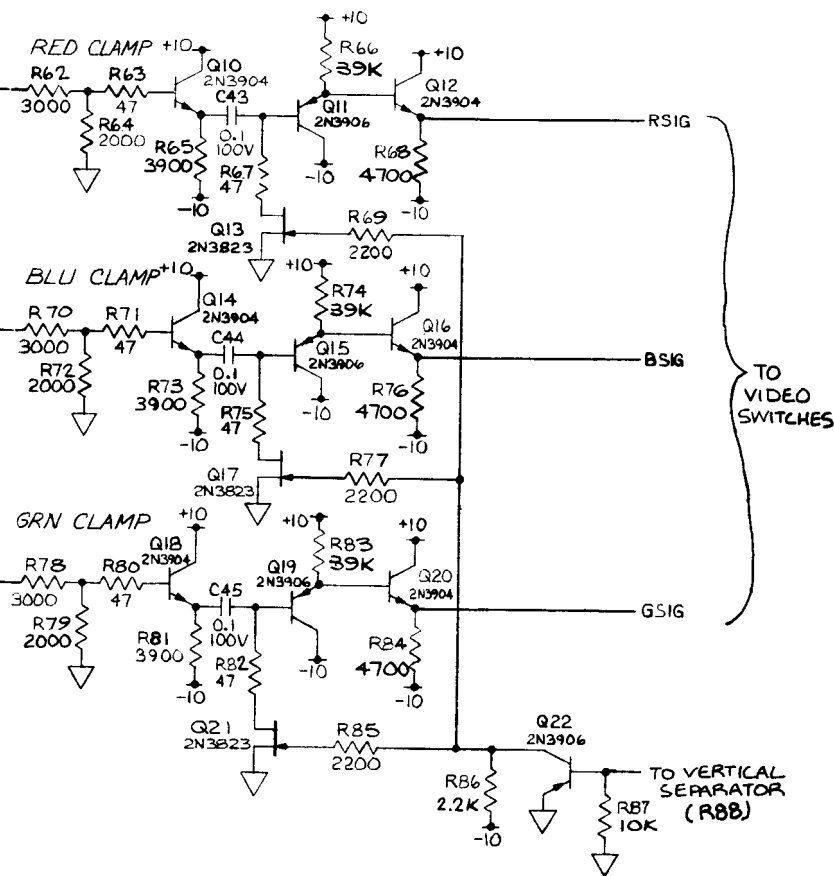 RED CLAMP +10
R62
3000
R63
47
R64
2000
Q10
2N3904
C43
0.1
100V
R65
3900
-10
R67
47
+10
R66
39K
Q11
2N3906
-10
+10
Q12
2N3904
R68
4700
-10
RSIG
Q13
2N3823
R69
2200
BLU CLAMP +10
R70
3000
R71
47
R72
2000
Q14
2N3904
C44
0.1
100V
R73
3900
-10
R75
47
+10
R74
39K
Q15
2N3906
-10
+10
Q16
2N3904
R76
4700
-10
BSIG
TO
VIDEO
SWITCHES
Q17
2N3823
R77
2200
GRN CLAMP
+10
R78
3000
R80
47
R79
2000
Q18
2N3904
C45
0.1
100V
R81
3900
-10
R82
47
+10
R83
39K
Q19
2N3906
-10
+10
Q20
2N3904
R84
4700
-10
GSIG
Q21
2N3823
R85
2200
R86
2.2K
-10
Q22
2N3906
R87
10K
TO VERTICAL
SEPARATOR
(R88)